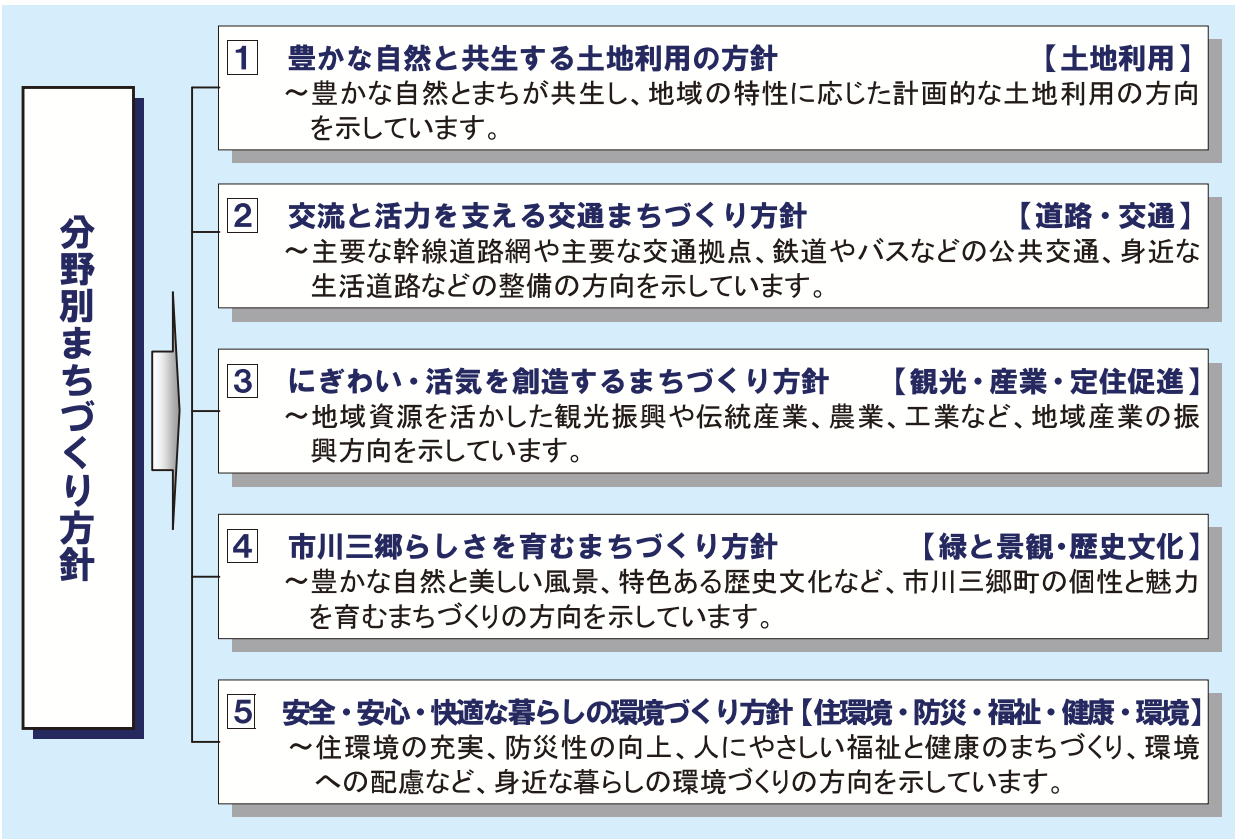 分野別まちづくり方針
1 豊かな自然と共生する土地利用の方針 【土地利用】
～豊かな自然とまちが共生し、地域の特性に応じた計画的な土地利用の方向
を示しています。
2 交流と活力を支える交通まちづくり方針 【道路・交通】
～主要な幹線道路網や主要な交通拠点、鉄道やバスなどの公共交通、身近な
生活道路などの整備の方向を示しています。
3 にぎわい・活気を創造するまちづくり方針 【観光・産業・定住促進】
～地域資源を活かした観光振興や伝統産業、農業、工業など、地域産業の振
興方向を示しています。
4 市川三郷らしさを育むまちづくり方針 【緑と景観・歴史文化】
～豊かな自然と美しい風景、特色ある歴史文化など、市川三郷町の個性と魅力
を育むまちづくりの方向を示しています。
5 安全・安心・快適な暮らしの環境づくり方針【住環境・防災・福祉・健康・環境】
～住環境の充実、防災性の向上、人にやさしい福祉と健康のまちづくり、環境
への配慮など、身近な暮らしの環境づくりの方向を示しています。